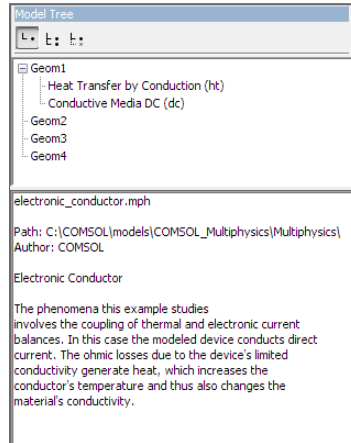 Model Tree
Geom1
Heat Transfer by Conduction (ht)
Conductive Media DC (dc)
Geom2
Geom3
Geom4
electronic_conductor.mph
Path: C:\COMSOL\models\COMSOL_Multiphysics\Multiphysics\
Author: COMSOL
Electronic Conductor
The phenomena this example studies
involves the coupling of thermal and electronic current
balances. In this case the modeled device conducts direct
current. The ohmic losses due to the device's limited
conductivity generate heat, which increases the
conductor's temperature and thus also changes the
material's conductivity.